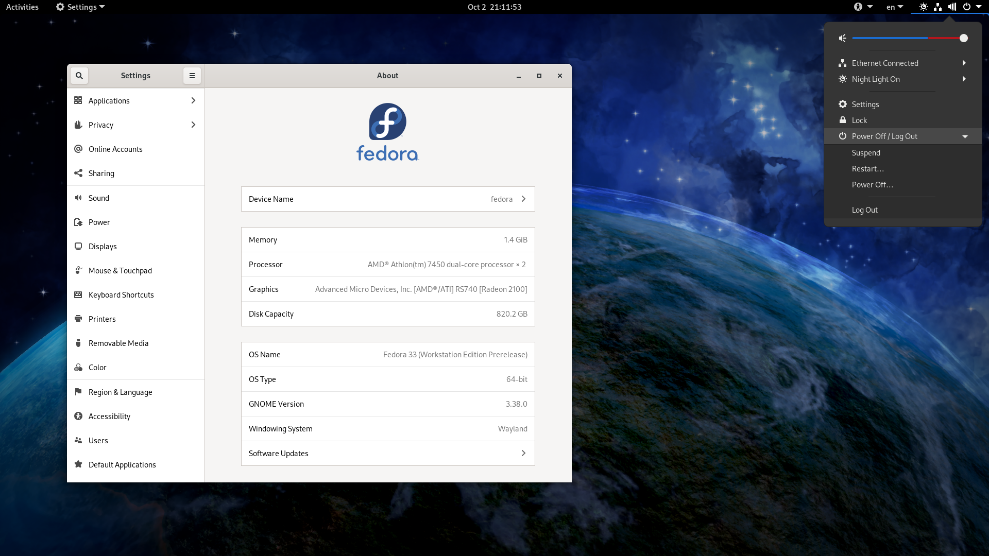 Activities
Settings
Oct 2 21:11:53
en
Settings
About
Applications
Privacy
Online Accounts
Sharing
Sound
Power
Displays
Mouse & Touchpad
Keyboard Shortcuts
Printers
Removable Media
Color
Region & Language
Accessibility
Users
Default Applications
fedora
Device Name fedora
Memory 1.4 GiB
Processor AMD® Athlon(tm) 7450 dual-core processor × 2
Graphics Advanced Micro Devices, Inc. [AMD®/ATI] RS740 [Radeon 2100]
Disk Capacity 820.2 GB
OS Name Fedora 33 (Workstation Edition Prerelease)
OS Type 64-bit
GNOME Version 3.38.0
Windowing System Wayland
Software Updates
Ethernet Connected
Night Light On
Settings
Lock
Power Off / Log Out
Suspend
Restart…
Power Off…
Log Out